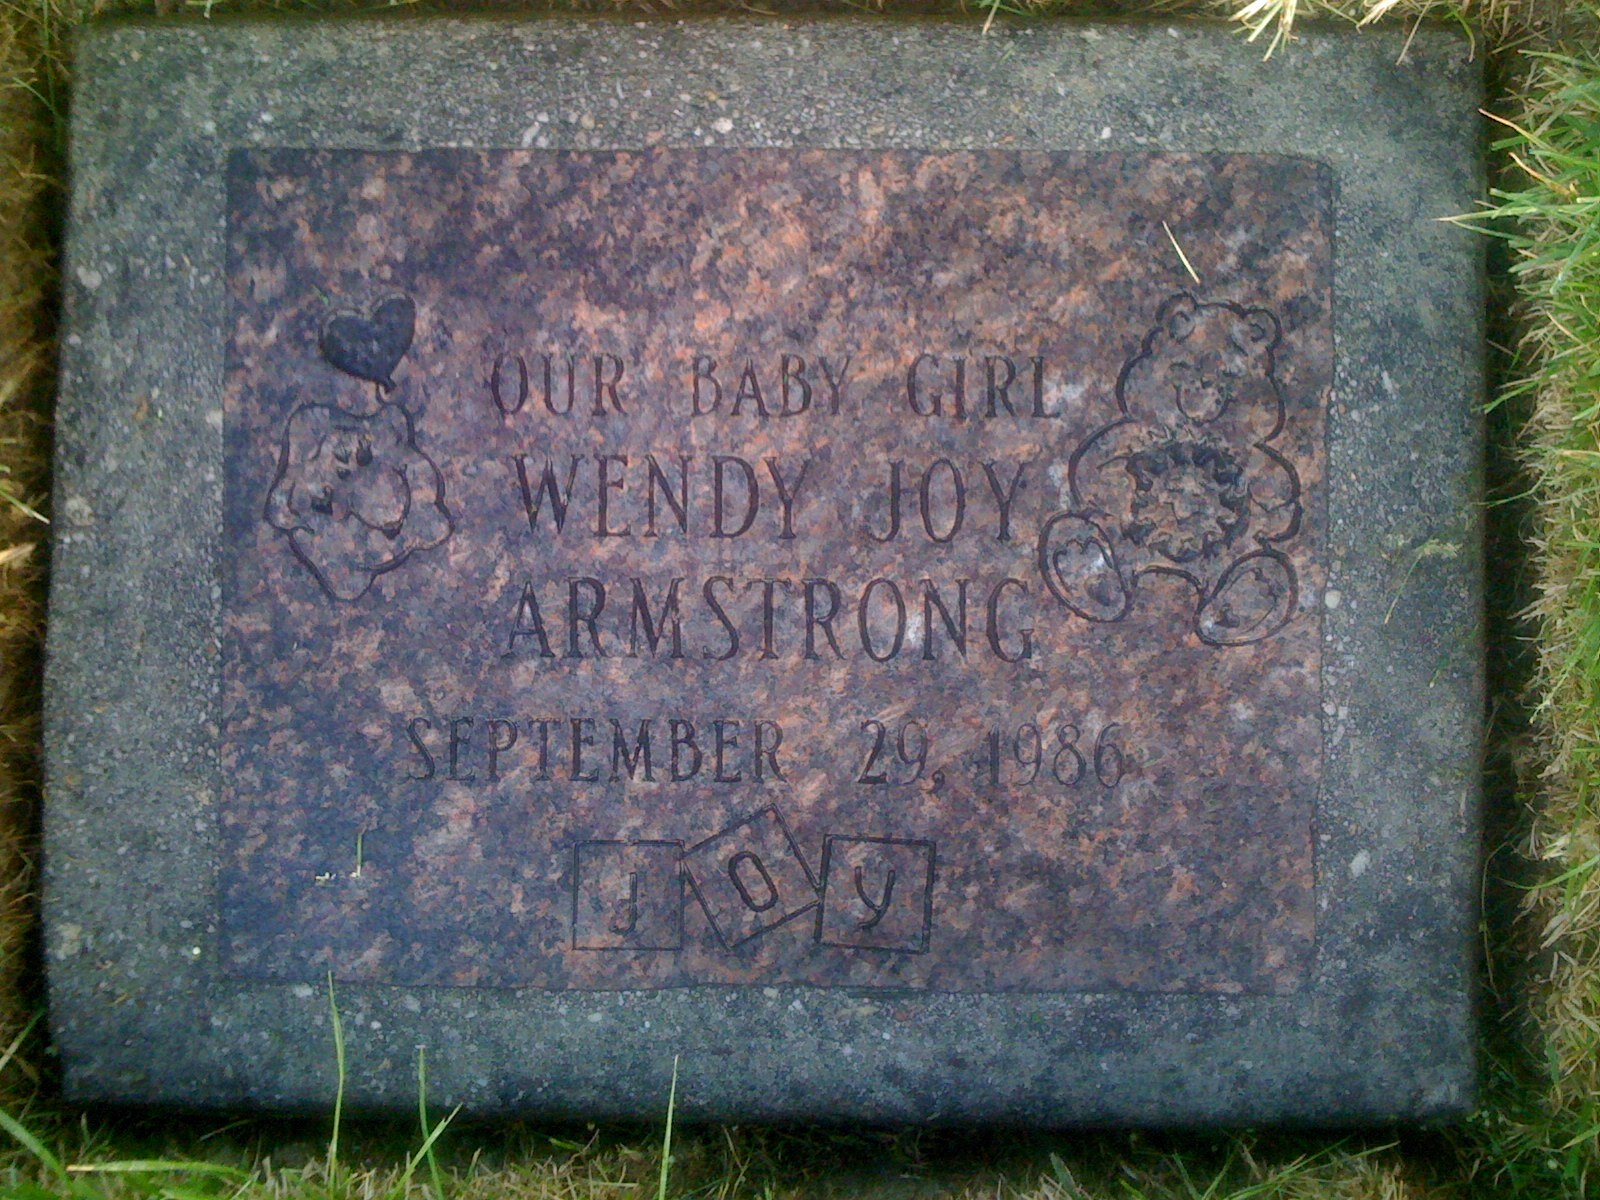 OUR BABY GIRL
WENDY JOY
ARMSTRONG
SEPTEMBER 29, 1986
JOY